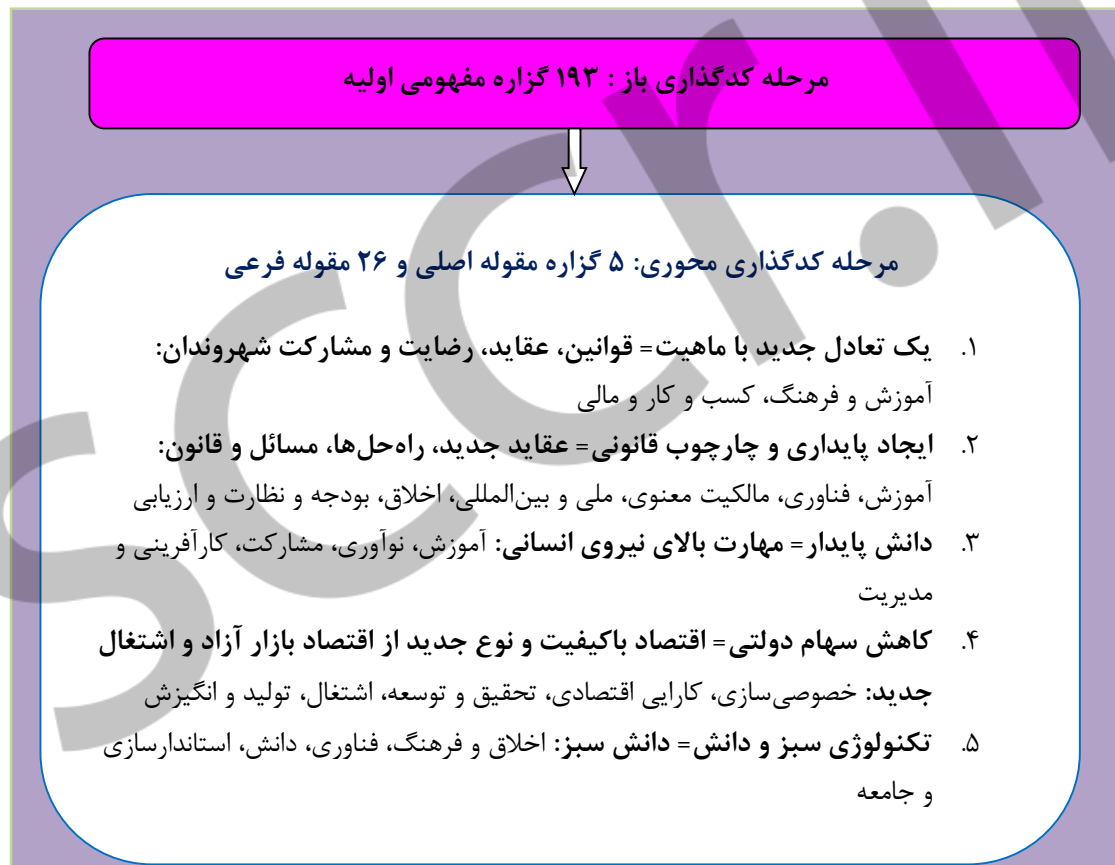 مرحله کدگذاری باز : ۱۹۳ گزاره مفهومی اولیه
مرحله کدگذاری محوری: ۵ گزاره مقوله اصلی و ۲۶ مقوله فرعی
۱. یک تعادل جدید با ماهیت= قوانین، عقاید، رضایت و مشارکت شهروندان:
آموزش و فرهنگ، کسب و کار و مالی
۲. ایجاد پایداری و چارچوب قانونی= عقاید جدید، راه‌حل‌ها، مسائل و قانون:
آموزش، فناوری، مالکیت معنوی، ملی و بین‌المللی، اخلاق، بودجه و نظارت و ارزیابی
۳. دانش پایدار= مهارت بالای نیروی انسانی: آموزش، نوآوری، مشارکت، کارآفرینی و
مدیریت
۴. کاهش سهام دولتی= اقتصاد باکیفیت و نوع جدید از اقتصاد بازار آزاد و اشتغال
جدید: خصوصی‌سازی، کارایی اقتصادی، تحقیق و توسعه، اشتغال، تولید و انگیزش
۵. تکنولوژی سبز و دانش= دانش سبز: اخلاق و فرهنگ، فناوری، دانش، استاندارسازی
و جامعه
sccr.ir